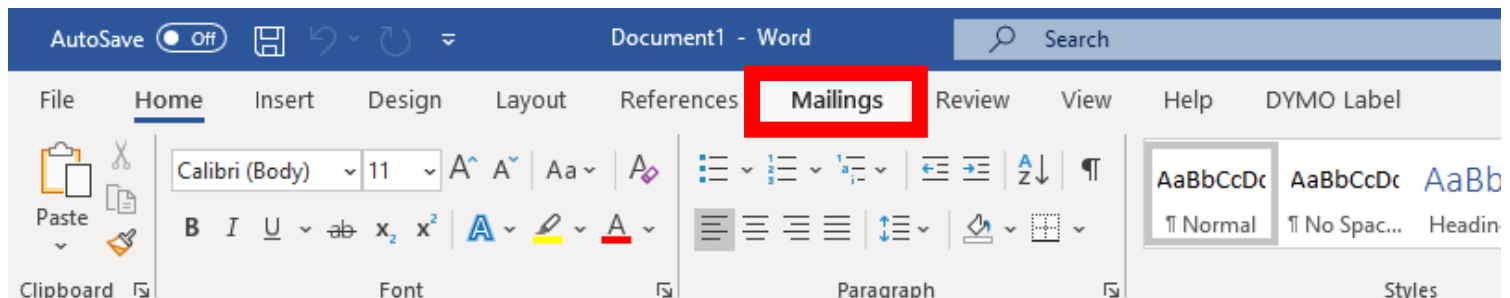 AutoSave Off Document1 - Word Search
File Home Insert Design Layout References Mailings Review View Help DYMO Label
Calibri (Body) 11 A A Aa A
AaBbCcDc AaBbCcDc AaBb
Paste
B I U ab x₂ x² A A
¶ Normal ¶ No Spac... Headin
Clipboard Font Paragraph Styles